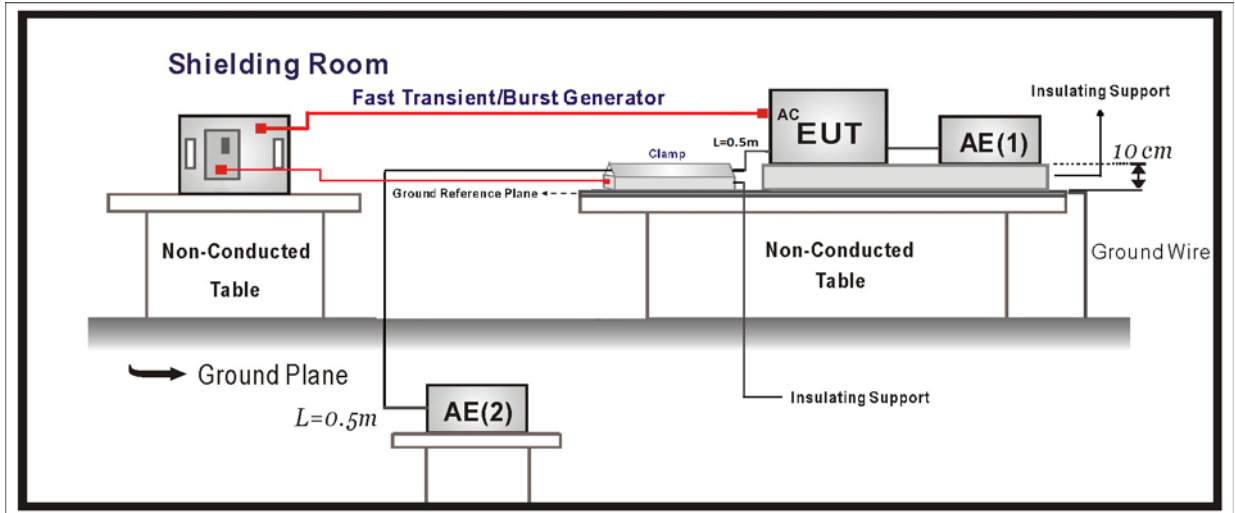 Shielding Room
Fast Transient/Burst Generator
Insulating Support
AC
EUT
AE(1)
L=0.5m
Clamp
10 cm
Ground Reference Plane
Non-Conducted
Table
Non-Conducted
Table
Ground Wire
Ground Plane
L=0.5m
AE(2)
Insulating Support